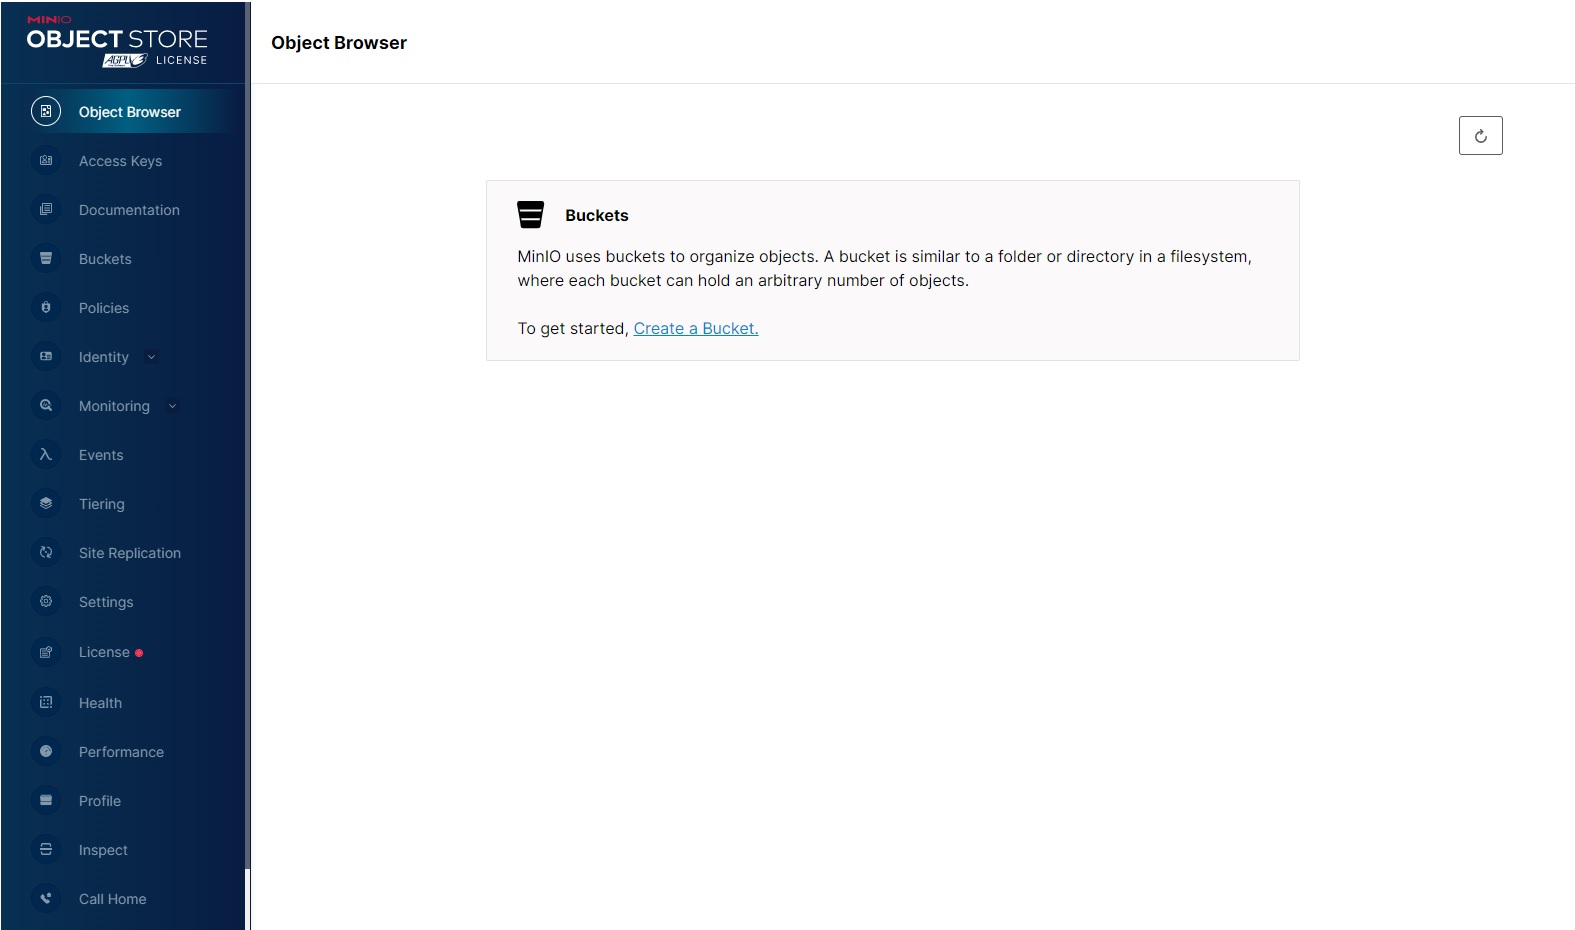 MINIO
OBJECT STORE
AGPLv3 LICENSE
Object Browser
Access Keys
Documentation
Buckets
Policies
Identity
Monitoring
Events
Tiering
Site Replication
Settings
License
Health
Performance
Profile
Inspect
Call Home
Object Browser
Buckets
MinIO uses buckets to organize objects. A bucket is similar to a folder or directory in a filesystem,
where each bucket can hold an arbitrary number of objects.
To get started, Create a Bucket.